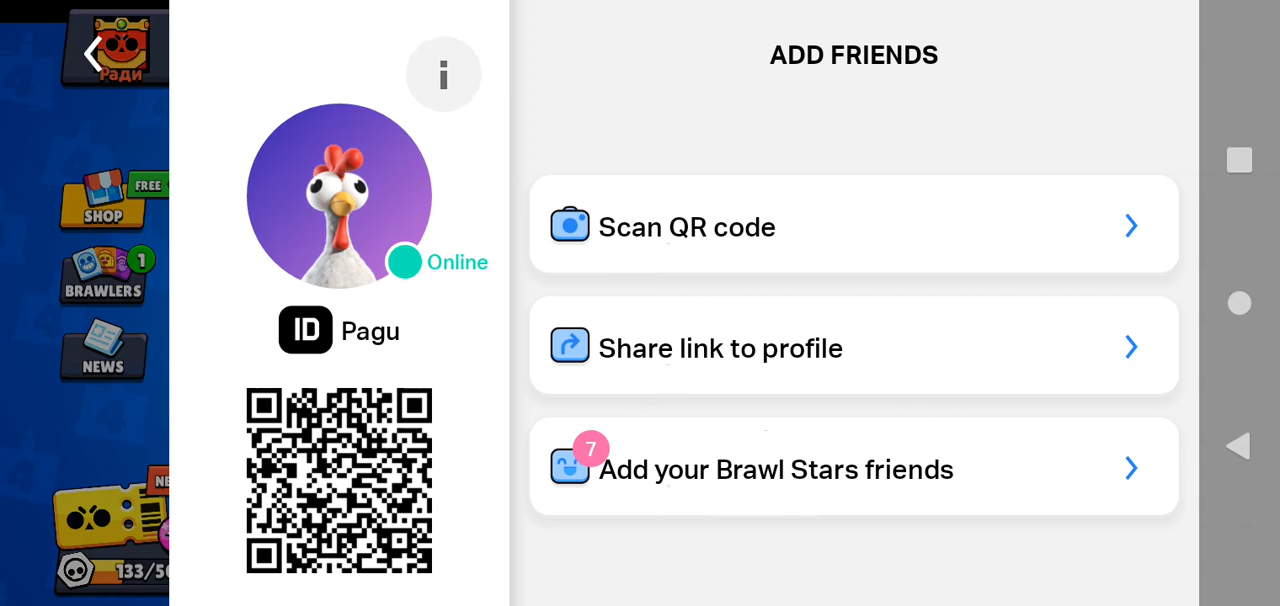 Ради
FREE
SHOP
1
BRAWLERS
NEWS
133/50
i
Online
ID Pagu
ADD FRIENDS
Scan QR code
Share link to profile
7
Add your Brawl Stars friends